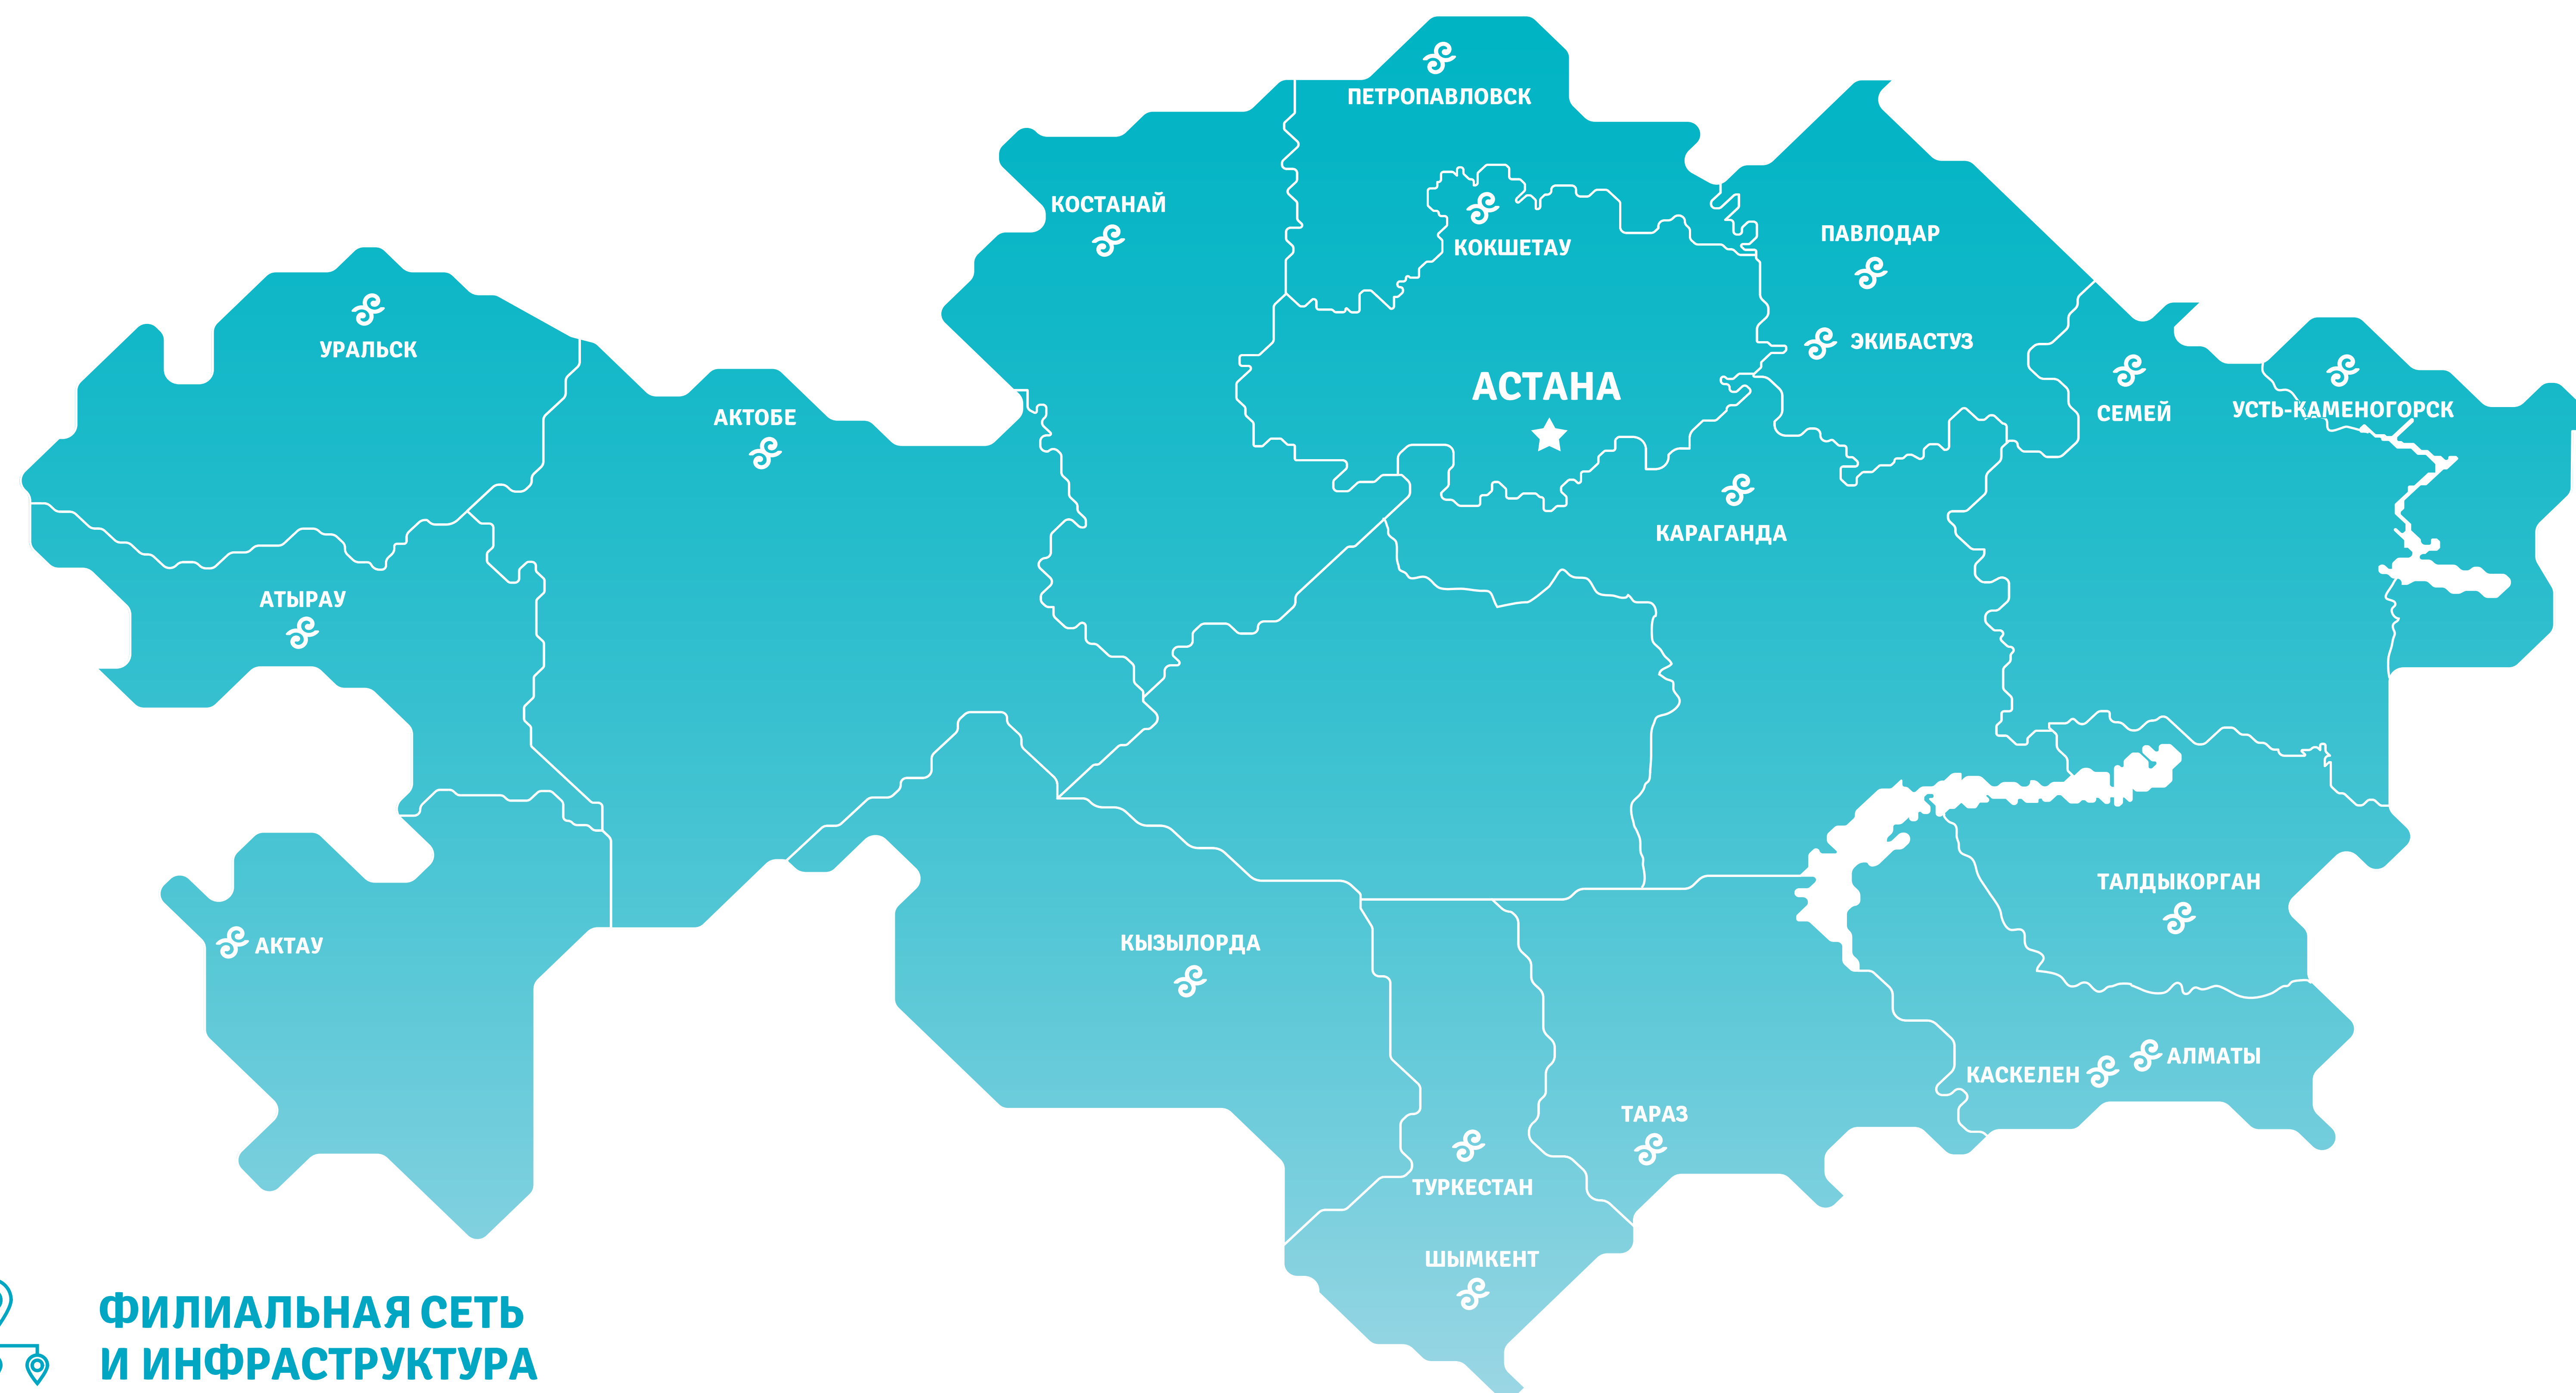 ПЕТРОПАВЛОВСК
КОСТАНАЙ
КОКШЕТАУ
ПАВЛОДАР
ЭКИБАСТУЗ
УРАЛЬСК
АСТАНА
АКТОБЕ
СЕМЕЙ
УСТЬ-КАМЕНОГОРСК
КАРАГАНДА
АТЫРАУ
ТАЛДЫКОРГАН
АКТАУ
КЫЗЫЛОРДА
АЛМАТЫ
КАСКЕЛЕН
ТАРАЗ
ТУРКЕСТАН
ШЫМКЕНТ
ФИЛИАЛЬНАЯ СЕТЬ
И ИНФРАСТРУКТУРА